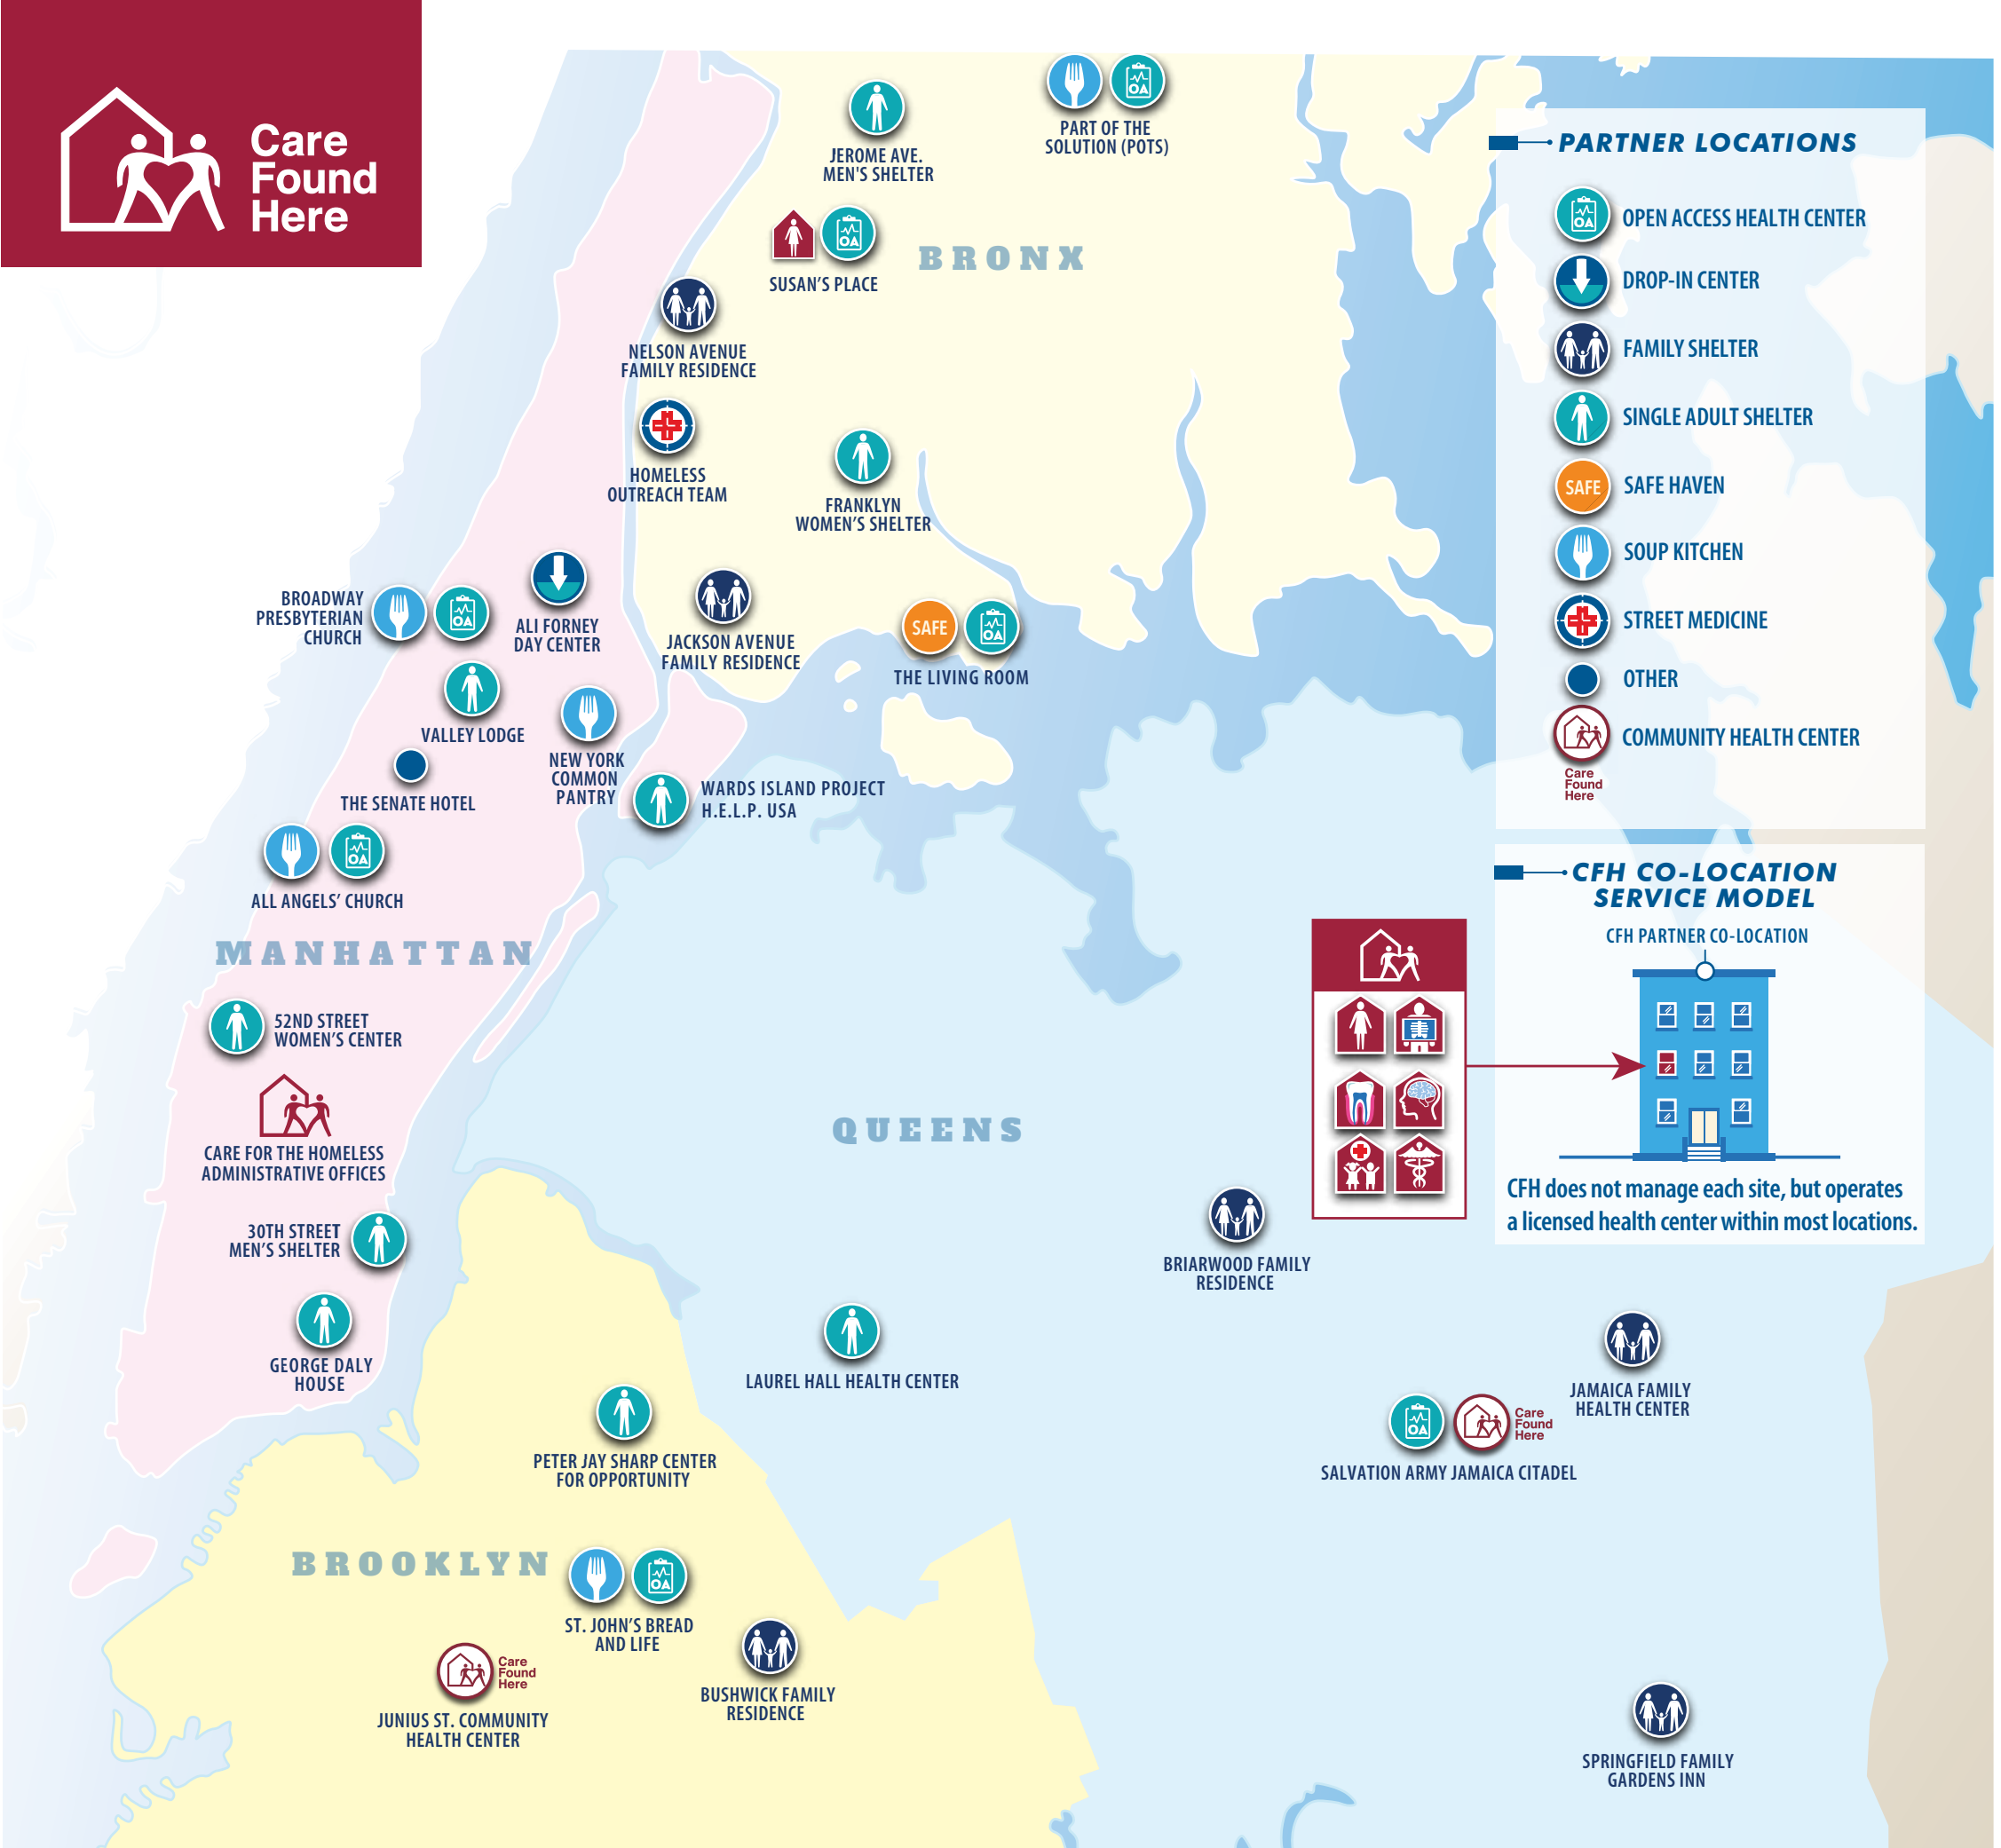 Care
Found
Here
JEROME AVE.
MEN'S SHELTER
PART OF THE
SOLUTION (POTS)
OA
SUSAN'S PLACE
OA
BRONX
NELSON AVENUE
FAMILY RESIDENCE
HOMELESS
OUTREACH TEAM
FRANKLYN
WOMEN'S SHELTER
BROADWAY
PRESBYTERIAN
CHURCH
OA
ALI FORNEY
DAY CENTER
JACKSON AVENUE
FAMILY RESIDENCE
SAFE
OA
THE LIVING ROOM
VALLEY LODGE
NEW YORK
COMMON
PANTRY
THE SENATE HOTEL
WARDS ISLAND PROJECT
H.E.L.P. USA
OA
ALL ANGELS' CHURCH
MANHATTAN
52ND STREET
WOMEN'S CENTER
CARE FOR THE HOMELESS
ADMINISTRATIVE OFFICES
30TH STREET
MEN'S SHELTER
GEORGE DALY
HOUSE
QUEENS
BRIARWOOD FAMILY
RESIDENCE
LAUREL HALL HEALTH CENTER
JAMAICA FAMILY
HEALTH CENTER
OA
Care
Found
Here
SALVATION ARMY JAMAICA CITADEL
PETER JAY SHARP CENTER
FOR OPPORTUNITY
BROOKLYN
OA
ST. JOHN'S BREAD
AND LIFE
Care
Found
Here
JUNIUS ST. COMMUNITY
HEALTH CENTER
BUSHWICK FAMILY
RESIDENCE
SPRINGFIELD FAMILY
GARDENS INN
PARTNER LOCATIONS
OA
OPEN ACCESS HEALTH CENTER
DROP-IN CENTER
FAMILY SHELTER
SINGLE ADULT SHELTER
SAFE
SAFE HAVEN
SOUP KITCHEN
STREET MEDICINE
OTHER
COMMUNITY HEALTH CENTER
Care
Found
Here
CFH CO-LOCATION
SERVICE MODEL
CFH PARTNER CO-LOCATION
CFH does not manage each site, but operates
a licensed health center within most locations.